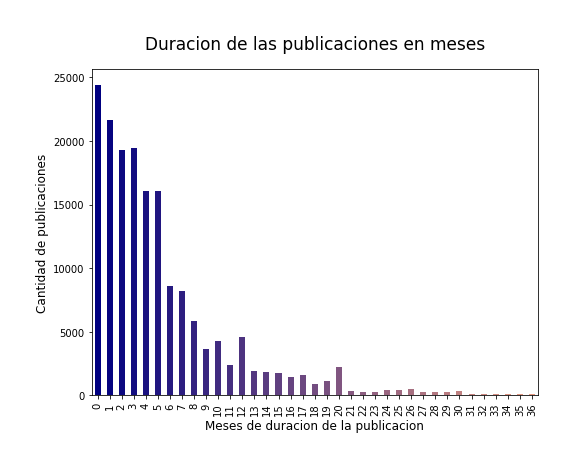 Duracion de las publicaciones en meses
25000
20000
15000
10000
5000
0
Cantidad de publicaciones
0 1 2 3 4 5 6 7 8 9 10 11 12 13 14 15 16 17 18 19 20 21 22 23 24 25 26 27 28 29 30 31 32 33 34 35 36
Meses de duracion de la publicacion